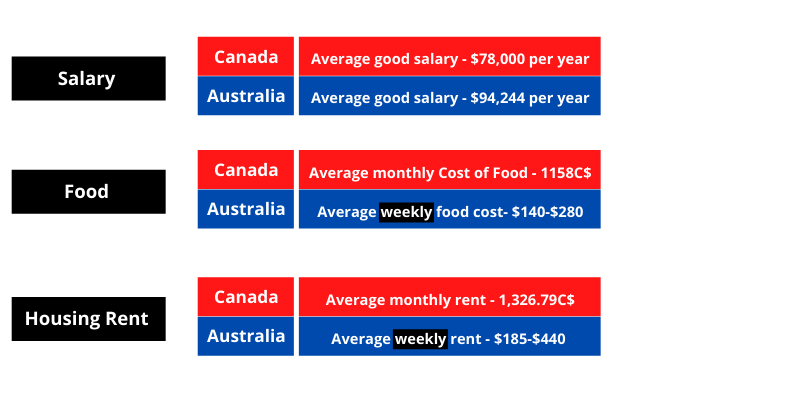 Salary
Canada
Average good salary - $78,000 per year
Australia
Average good salary - $94,244 per year
Food
Canada
Average monthly Cost of Food - 1158C$
Australia
Average weekly food cost- $140-$280
Housing Rent
Canada
Average monthly rent - 1,326.79C$
Australia
Average weekly rent - $185-$440